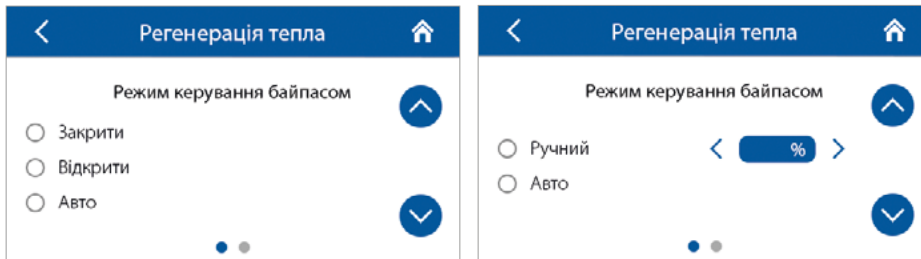 Регенерація тепла
Режим керування байпасом
Закрити
Відкрити
Авто
Регенерація тепла
Режим керування байпасом
Ручний %
Авто